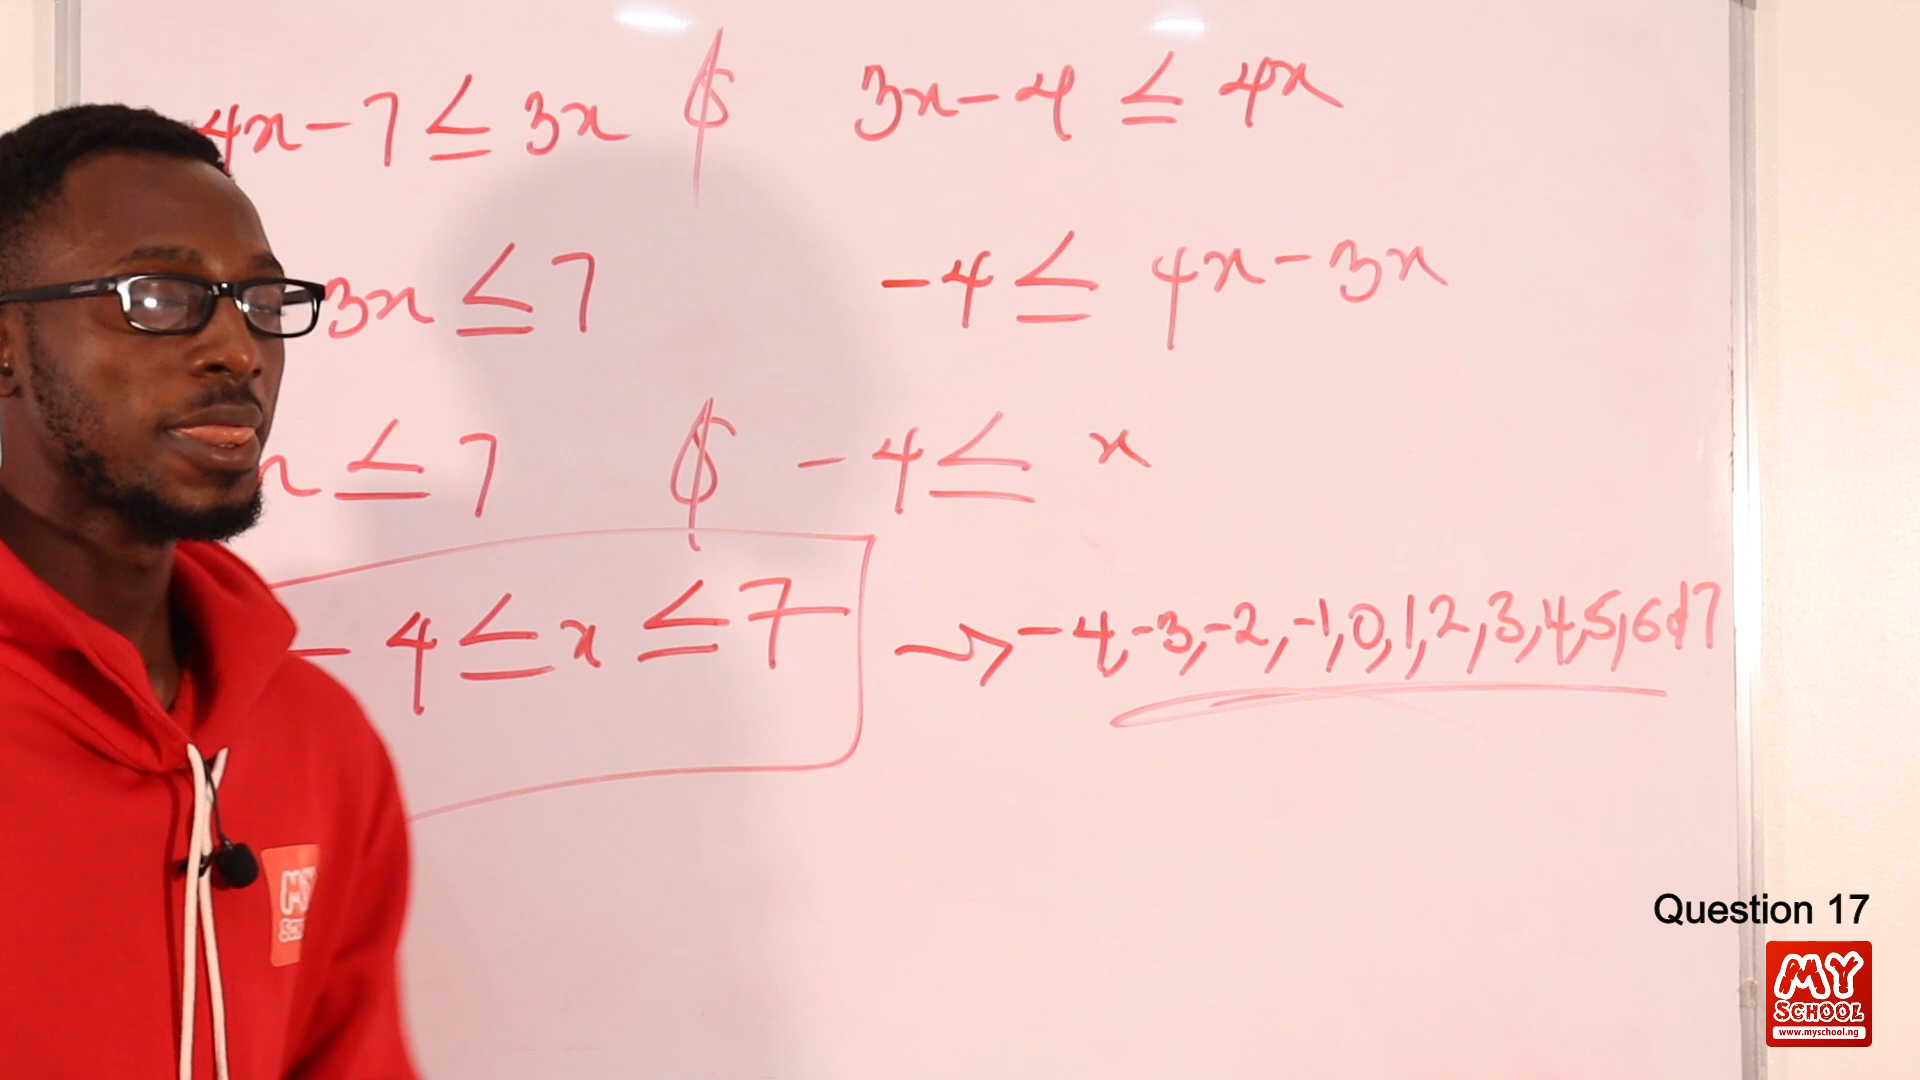 4x - 7 ≤ 3x & 3x - 4 ≤ 4x
3x ≤ 7 -4 ≤ 4x - 3x
x ≤ 7 & -4 ≤ x
-4 ≤ x ≤ 7 → -4, -3, -2, -1, 0, 1, 2, 3, 4, 5, 6 & 7
Question 17
MY
SCHOOL
www.myschool.ng